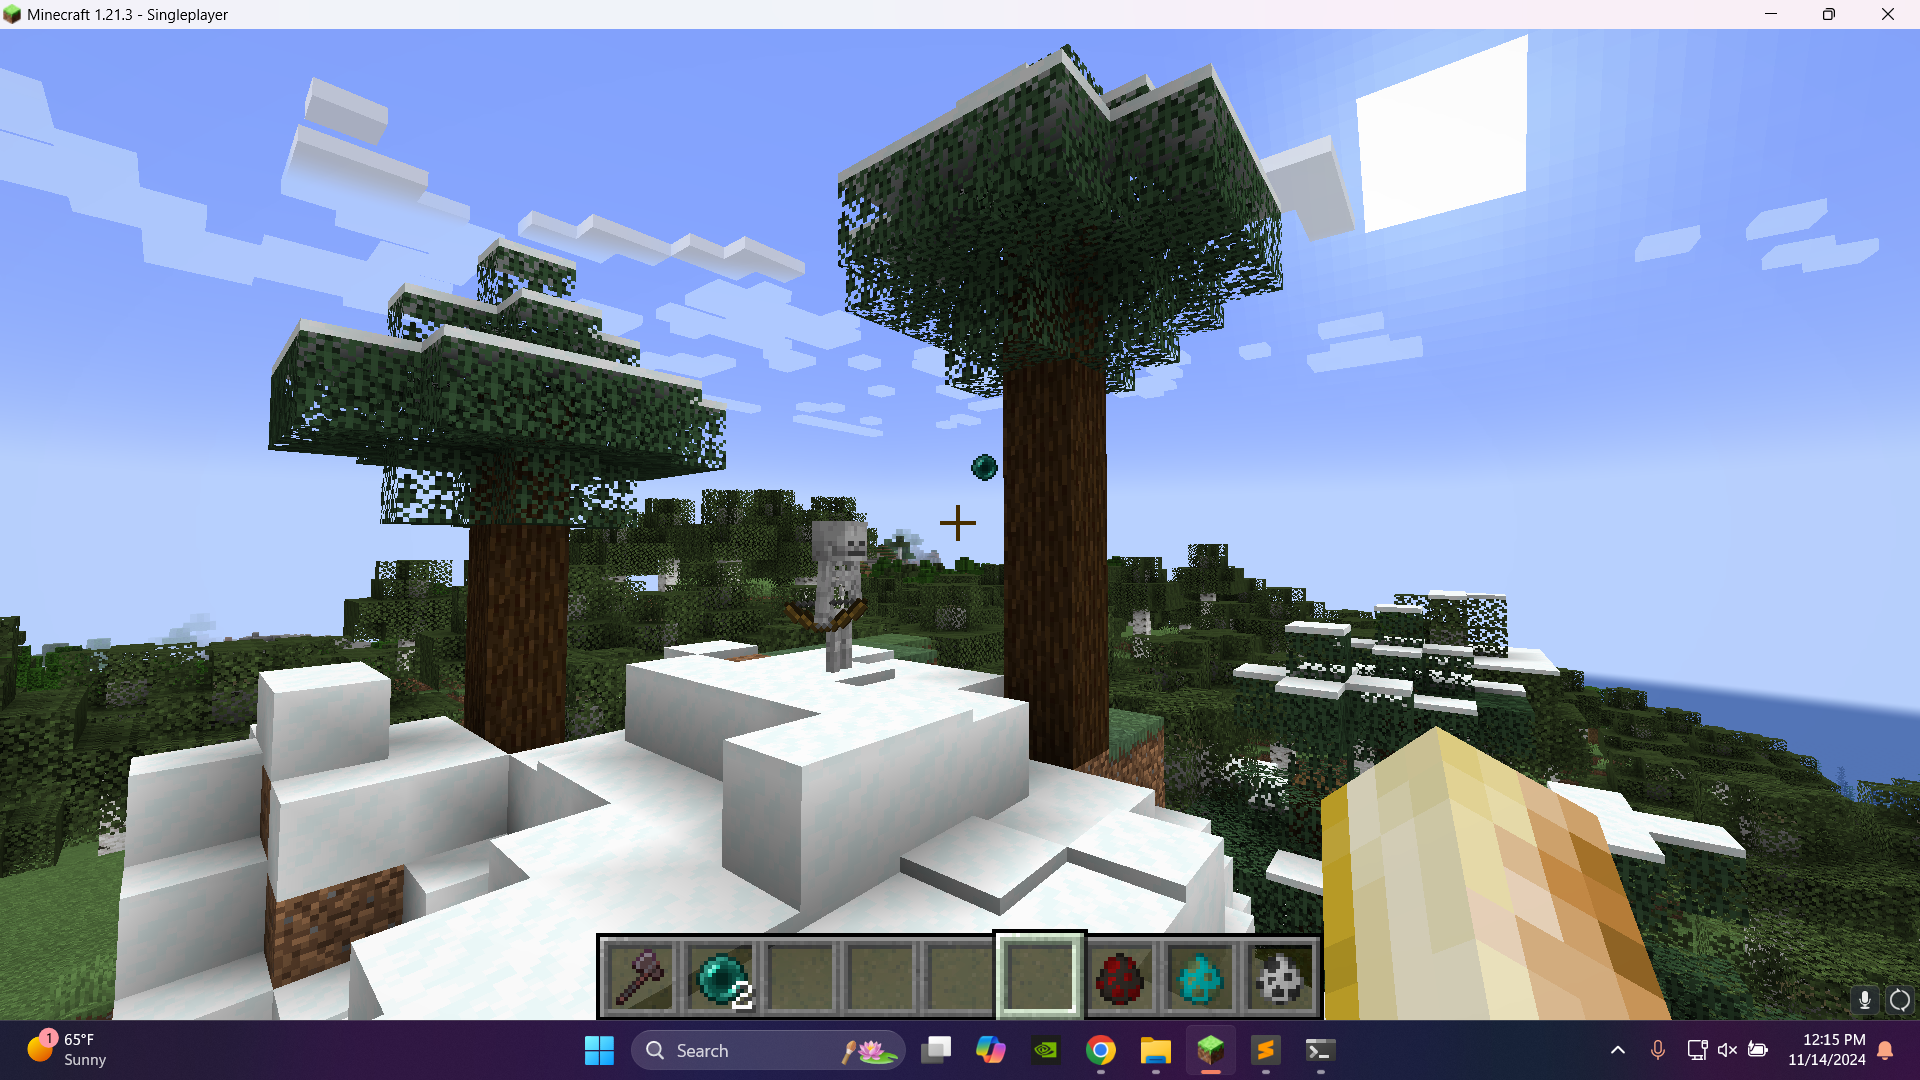 Minecraft 1.21.3 - Singleplayer
2
1
65°F
Sunny
Search
12:15 PM
11/14/2024